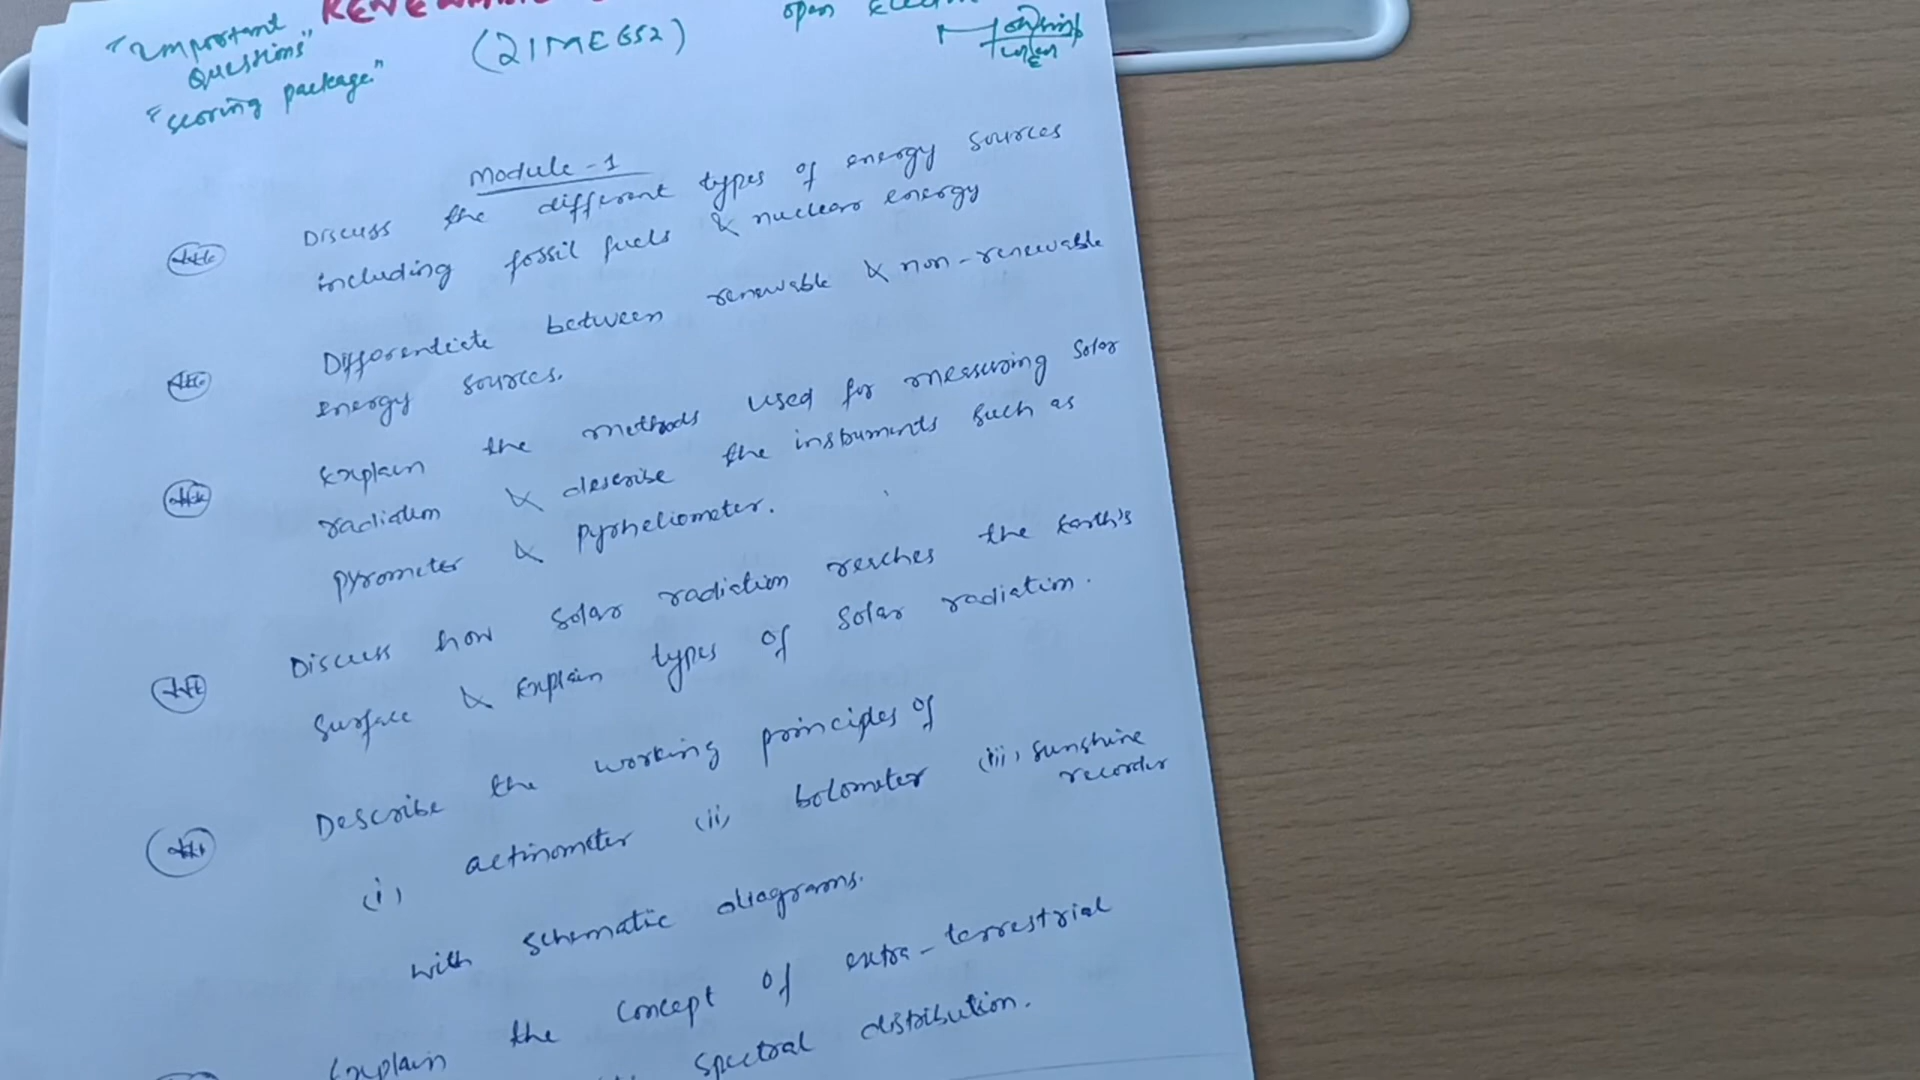 "Important
Questions"
"scoring package"
RENEWABLE
(21ME652)
open
Module-1
Discuss the different types of energy sources
including fossil fuels & nuclear energy
Differentiate between renewable & non-renewable
Energy sources.
Explain the methods used for measuring solar
radiation & describe the instruments such as
pyrometer & pyrheliometer.
Discuss how solar radiation reaches the Earth's
surface & explain types of solar radiation.
Describe the working principles of
(i) actinometer (ii) bolometer (iii) sunshine
recorder
with schematic diagrams.
Explain the concept of extra-terrestrial
spectral distribution.